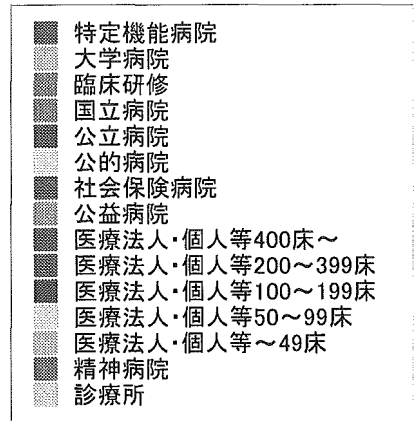 特定機能病院
大学病院
臨床研修
国立病院
公立病院
公的病院
社会保険病院
公益病院
医療法人・個人等400床～
医療法人・個人等200～399床
医療法人・個人等100～199床
医療法人・個人等50～99床
医療法人・個人等～49床
精神病院
診療所